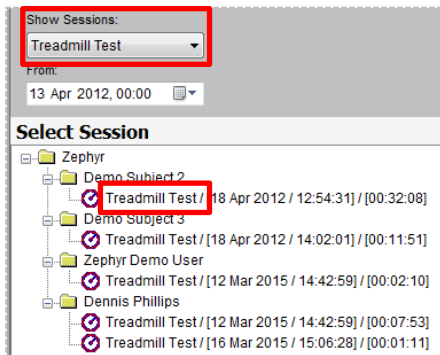 Show Sessions:
Treadmill Test
From:
13 Apr 2012, 00:00
Select Session
Zephyr
Demo Subject 2
Treadmill Test / [18 Apr 2012 / 12:54:31] / [00:32:08]
Demo Subject 3
Treadmill Test / [18 Apr 2012 / 14:02:01] / [00:11:51]
Zephyr Demo User
Treadmill Test / [12 Mar 2015 / 14:42:59] / [00:02:10]
Dennis Phillips
Treadmill Test / [12 Mar 2015 / 14:42:59] / [00:07:53]
Treadmill Test / [16 Mar 2015 / 15:06:28] / [00:01:11]